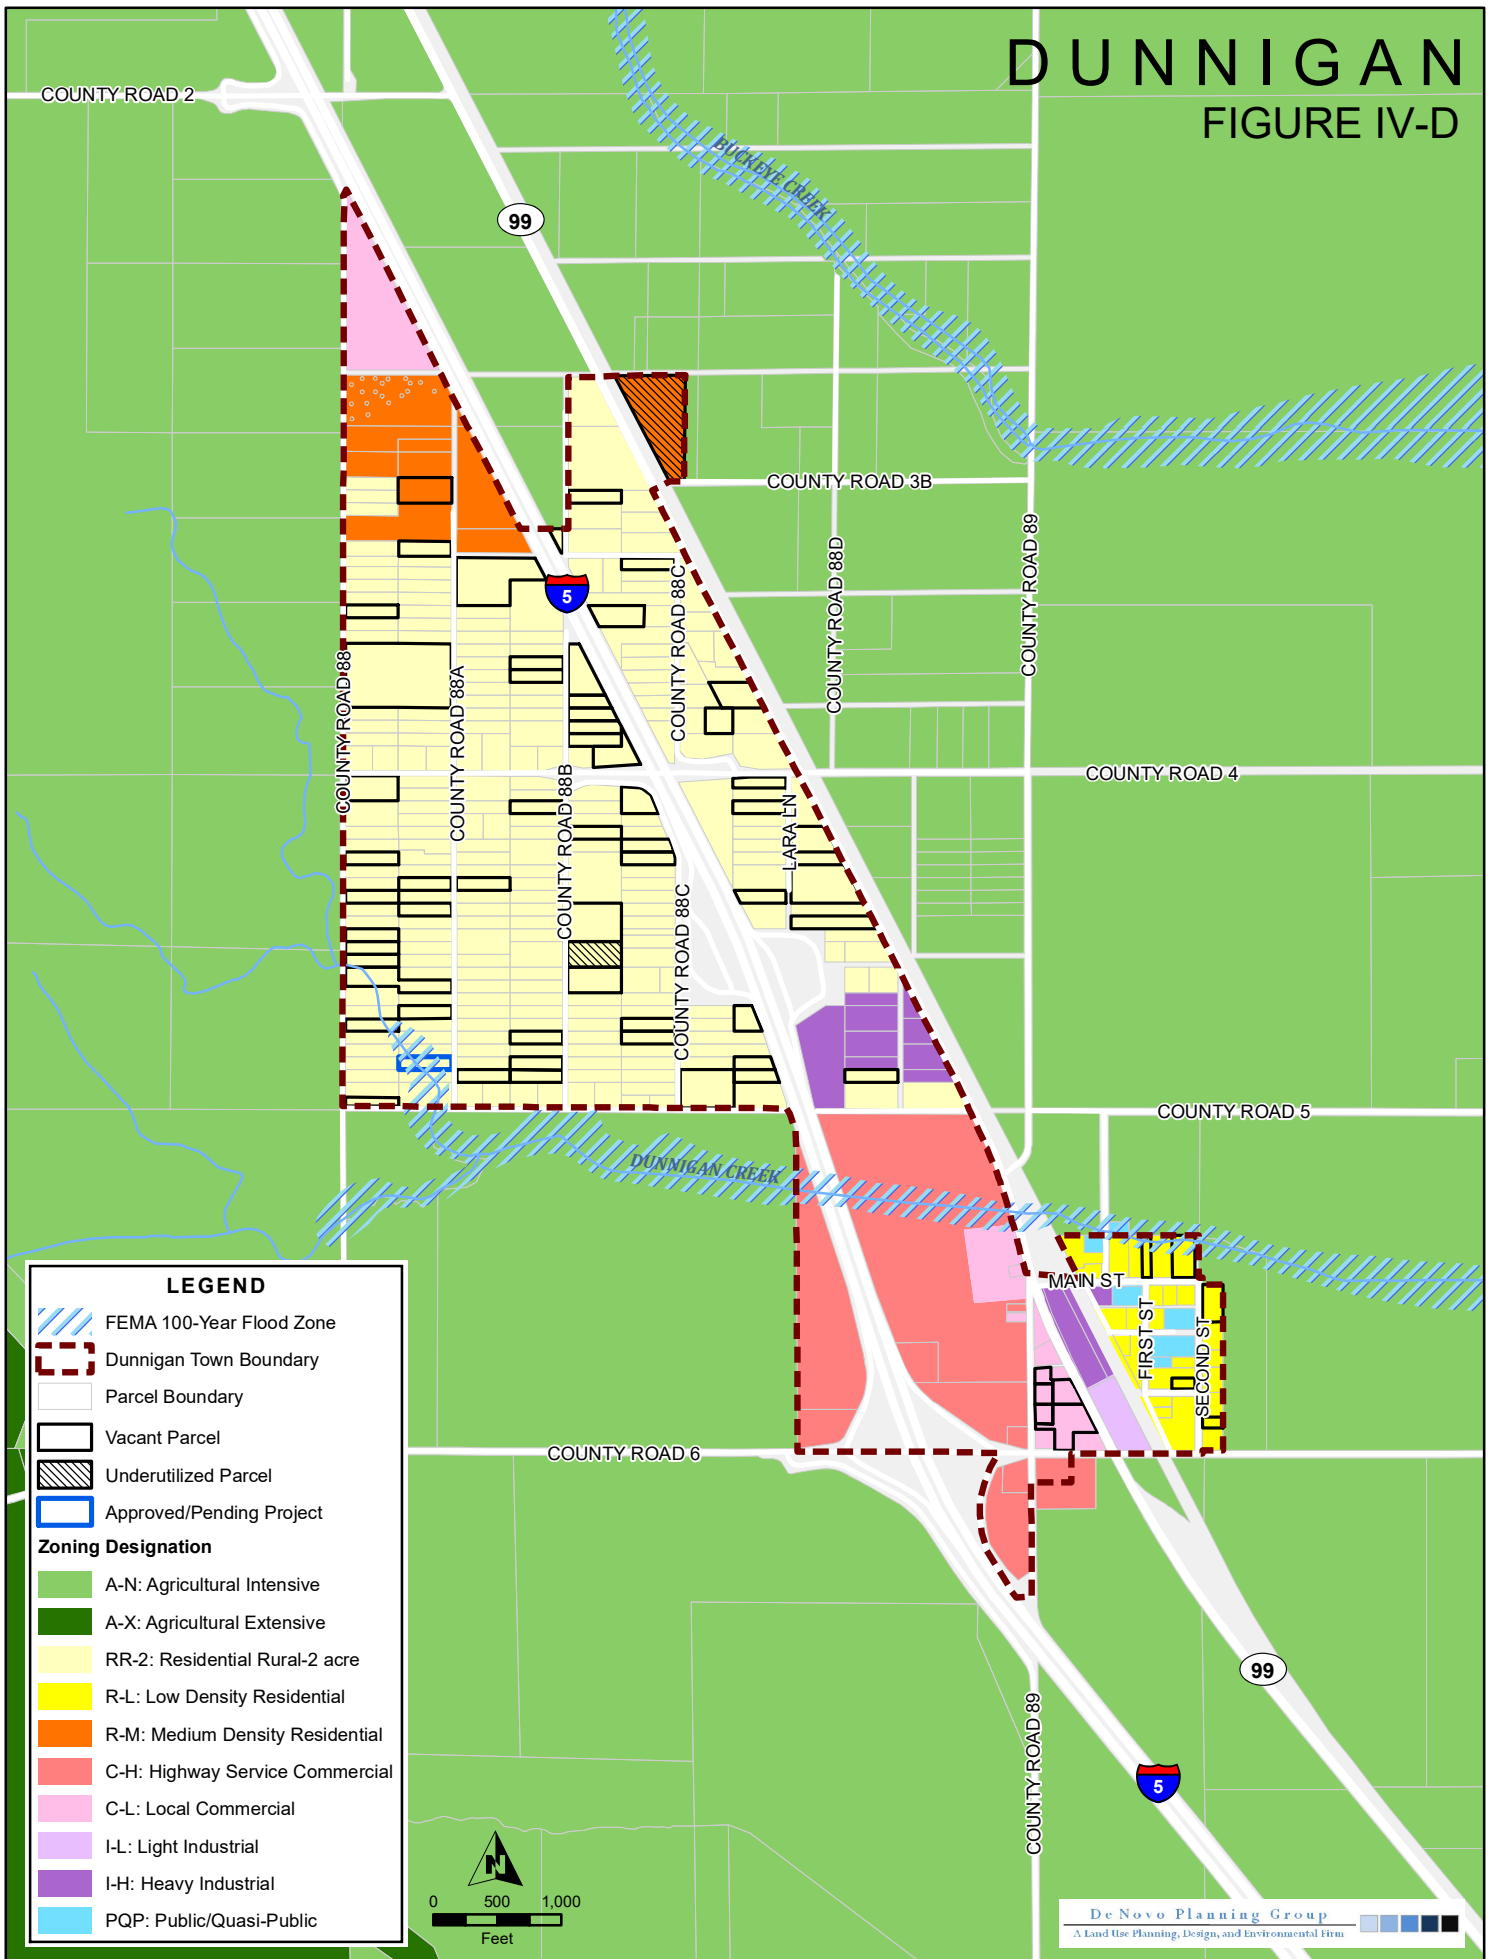 DUNNIGAN
FIGURE IV-D
COUNTY ROAD 2
BUCKEYE CREEK
99
COUNTY ROAD 3B
COUNTY ROAD 88D
COUNTY ROAD 89
5
COUNTY ROAD 88C
COUNTY ROAD 88
COUNTY ROAD 88A
COUNTY ROAD 88B
COUNTY ROAD 4
LARA LN
COUNTY ROAD 88C
COUNTY ROAD 5
DUNNIGAN CREEK
MAIN ST
FIRST ST
SECOND ST
COUNTY ROAD 6
99
COUNTY ROAD 89
5
LEGEND
FEMA 100-Year Flood Zone
Dunnigan Town Boundary
Parcel Boundary
Vacant Parcel
Underutilized Parcel
Approved/Pending Project
Zoning Designation
A-N: Agricultural Intensive
A-X: Agricultural Extensive
RR-2: Residential Rural-2 acre
R-L: Low Density Residential
R-M: Medium Density Residential
C-H: Highway Service Commercial
C-L: Local Commercial
I-L: Light Industrial
I-H: Heavy Industrial
PQP: Public/Quasi-Public
N
0 500 1,000
Feet
De Novo Planning Group
A Land Use Planning, Design, and Environmental Firm